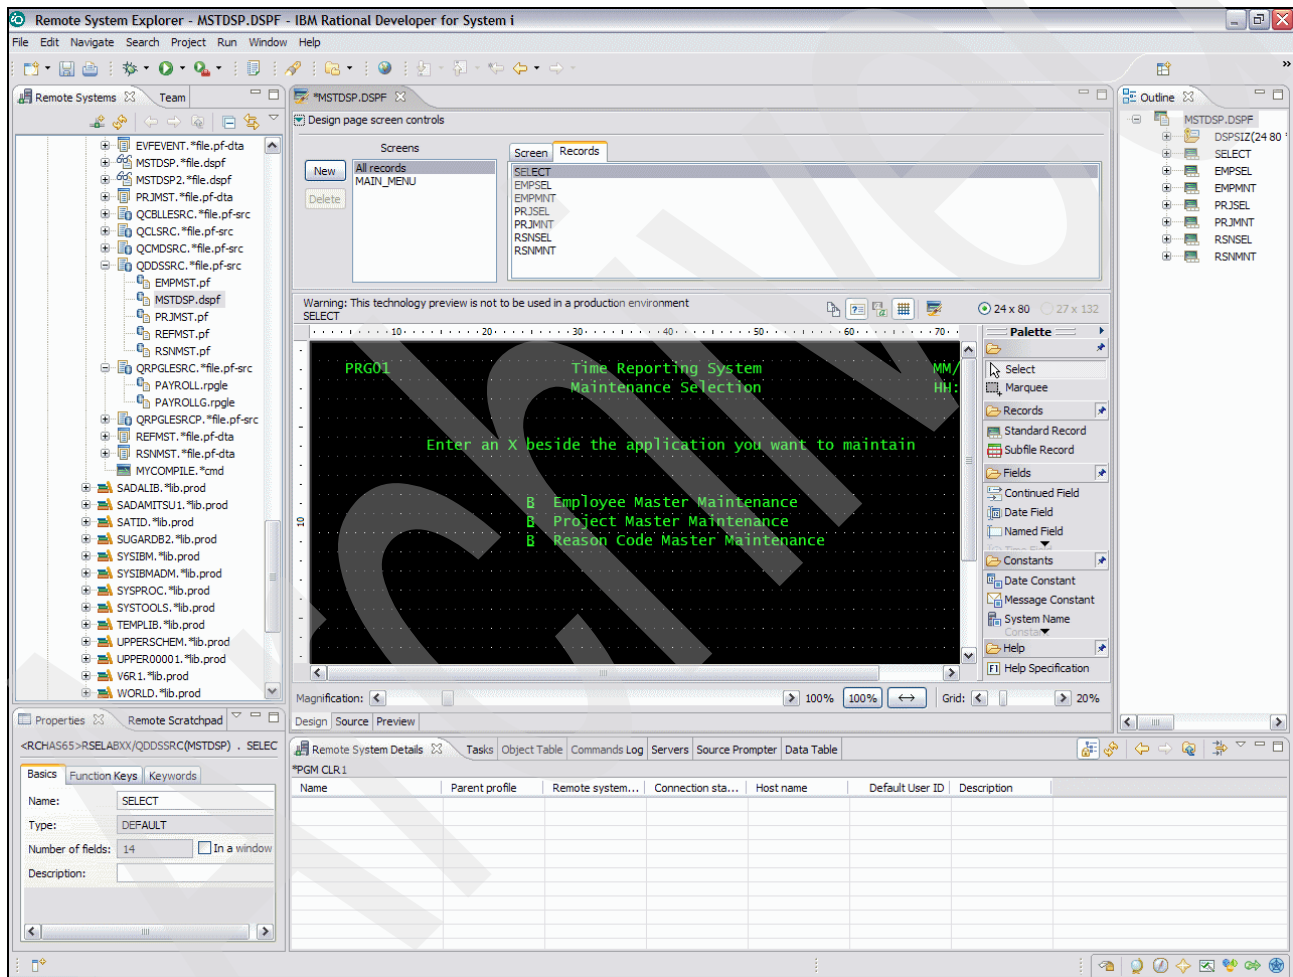 Remote System Explorer - MSTDSP.DSPF - IBM Rational Developer for System i
File Edit Navigate Search Project Run Window Help
Remote Systems Team
EVFEVENT.*file.pf-dta
MSTDSP.*file.dspf
MSTDSP2.*file.dspf
PRJMST.*file.pf-dta
QCBLLESRC.*file.pf-src
QCLSRC.*file.pf-src
QCMDSRC.*file.pf-src
QDDSSRC.*file.pf-src
EMPMST.pf
MSTDSP.dspf
PRJMST.pf
REFMST.pf
RSNMST.pf
QRPGLESRC.*file.pf-src
PAYROLL.rpgle
PAYROLLG.rpgle
QRPGLESRCP.*file.pf-src
REFMST.*file.pf-dta
RSNMST.*file.pf-dta
MYCOMPILE.*cmd
SADALIB.*lib.prod
SADAMITSU1.*lib.prod
SATID.*lib.prod
SUGARDB2.*lib.prod
SYSIBM.*lib.prod
SYSIBMADM.*lib.prod
SYSPROC.*lib.prod
SYSTOOLS.*lib.prod
TEMPLIB.*lib.prod
UPPERSCHEM.*lib.prod
UPPER00001.*lib.prod
V6R1.*lib.prod
WORLD.*lib.prod
*MSTDSP.DSPF
Design page screen controls
Screens
New
Delete
All records
MAIN_MENU
Screen Records
SELECT
EMPSEL
EMPMNT
PRJSEL
PRJMNT
RSNSEL
RSNMNT
Warning: This technology preview is not to be used in a production environment
SELECT
24 x 80 27 x 132
10 20 30 40 50 60 70
10
PRG01 Time Reporting System MM/
Maintenance Selection HH:
Enter an X beside the application you want to maintain
B Employee Master Maintenance
B Project Master Maintenance
B Reason Code Master Maintenance
Palette
Select
Marquee
Records
Standard Record
Subfile Record
Fields
Continued Field
Date Field
Named Field
Constants
Date Constant
Message Constant
System Name
Constant
Help
Help Specification
Magnification: 100% 100% Grid: 20%
Design Source Preview
Outline
MSTDSP.DSPF
DSPSIZ(24 80 *
SELECT
EMPSEL
EMPMNT
PRJSEL
PRJMNT
RSNSEL
RSNMNT
Properties Remote Scratchpad
<RCHAS65>RSELABXX/QDDSSRC(MSTDSP) . SELEC
Basics Function Keys Keywords
Name: SELECT
Type: DEFAULT
Number of fields: 14 In a window
Description:
Remote System Details Tasks Object Table Commands Log Servers Source Prompter Data Table
*PGM CLR1
Name Parent profile Remote system... Connection sta... Host name Default User ID Description